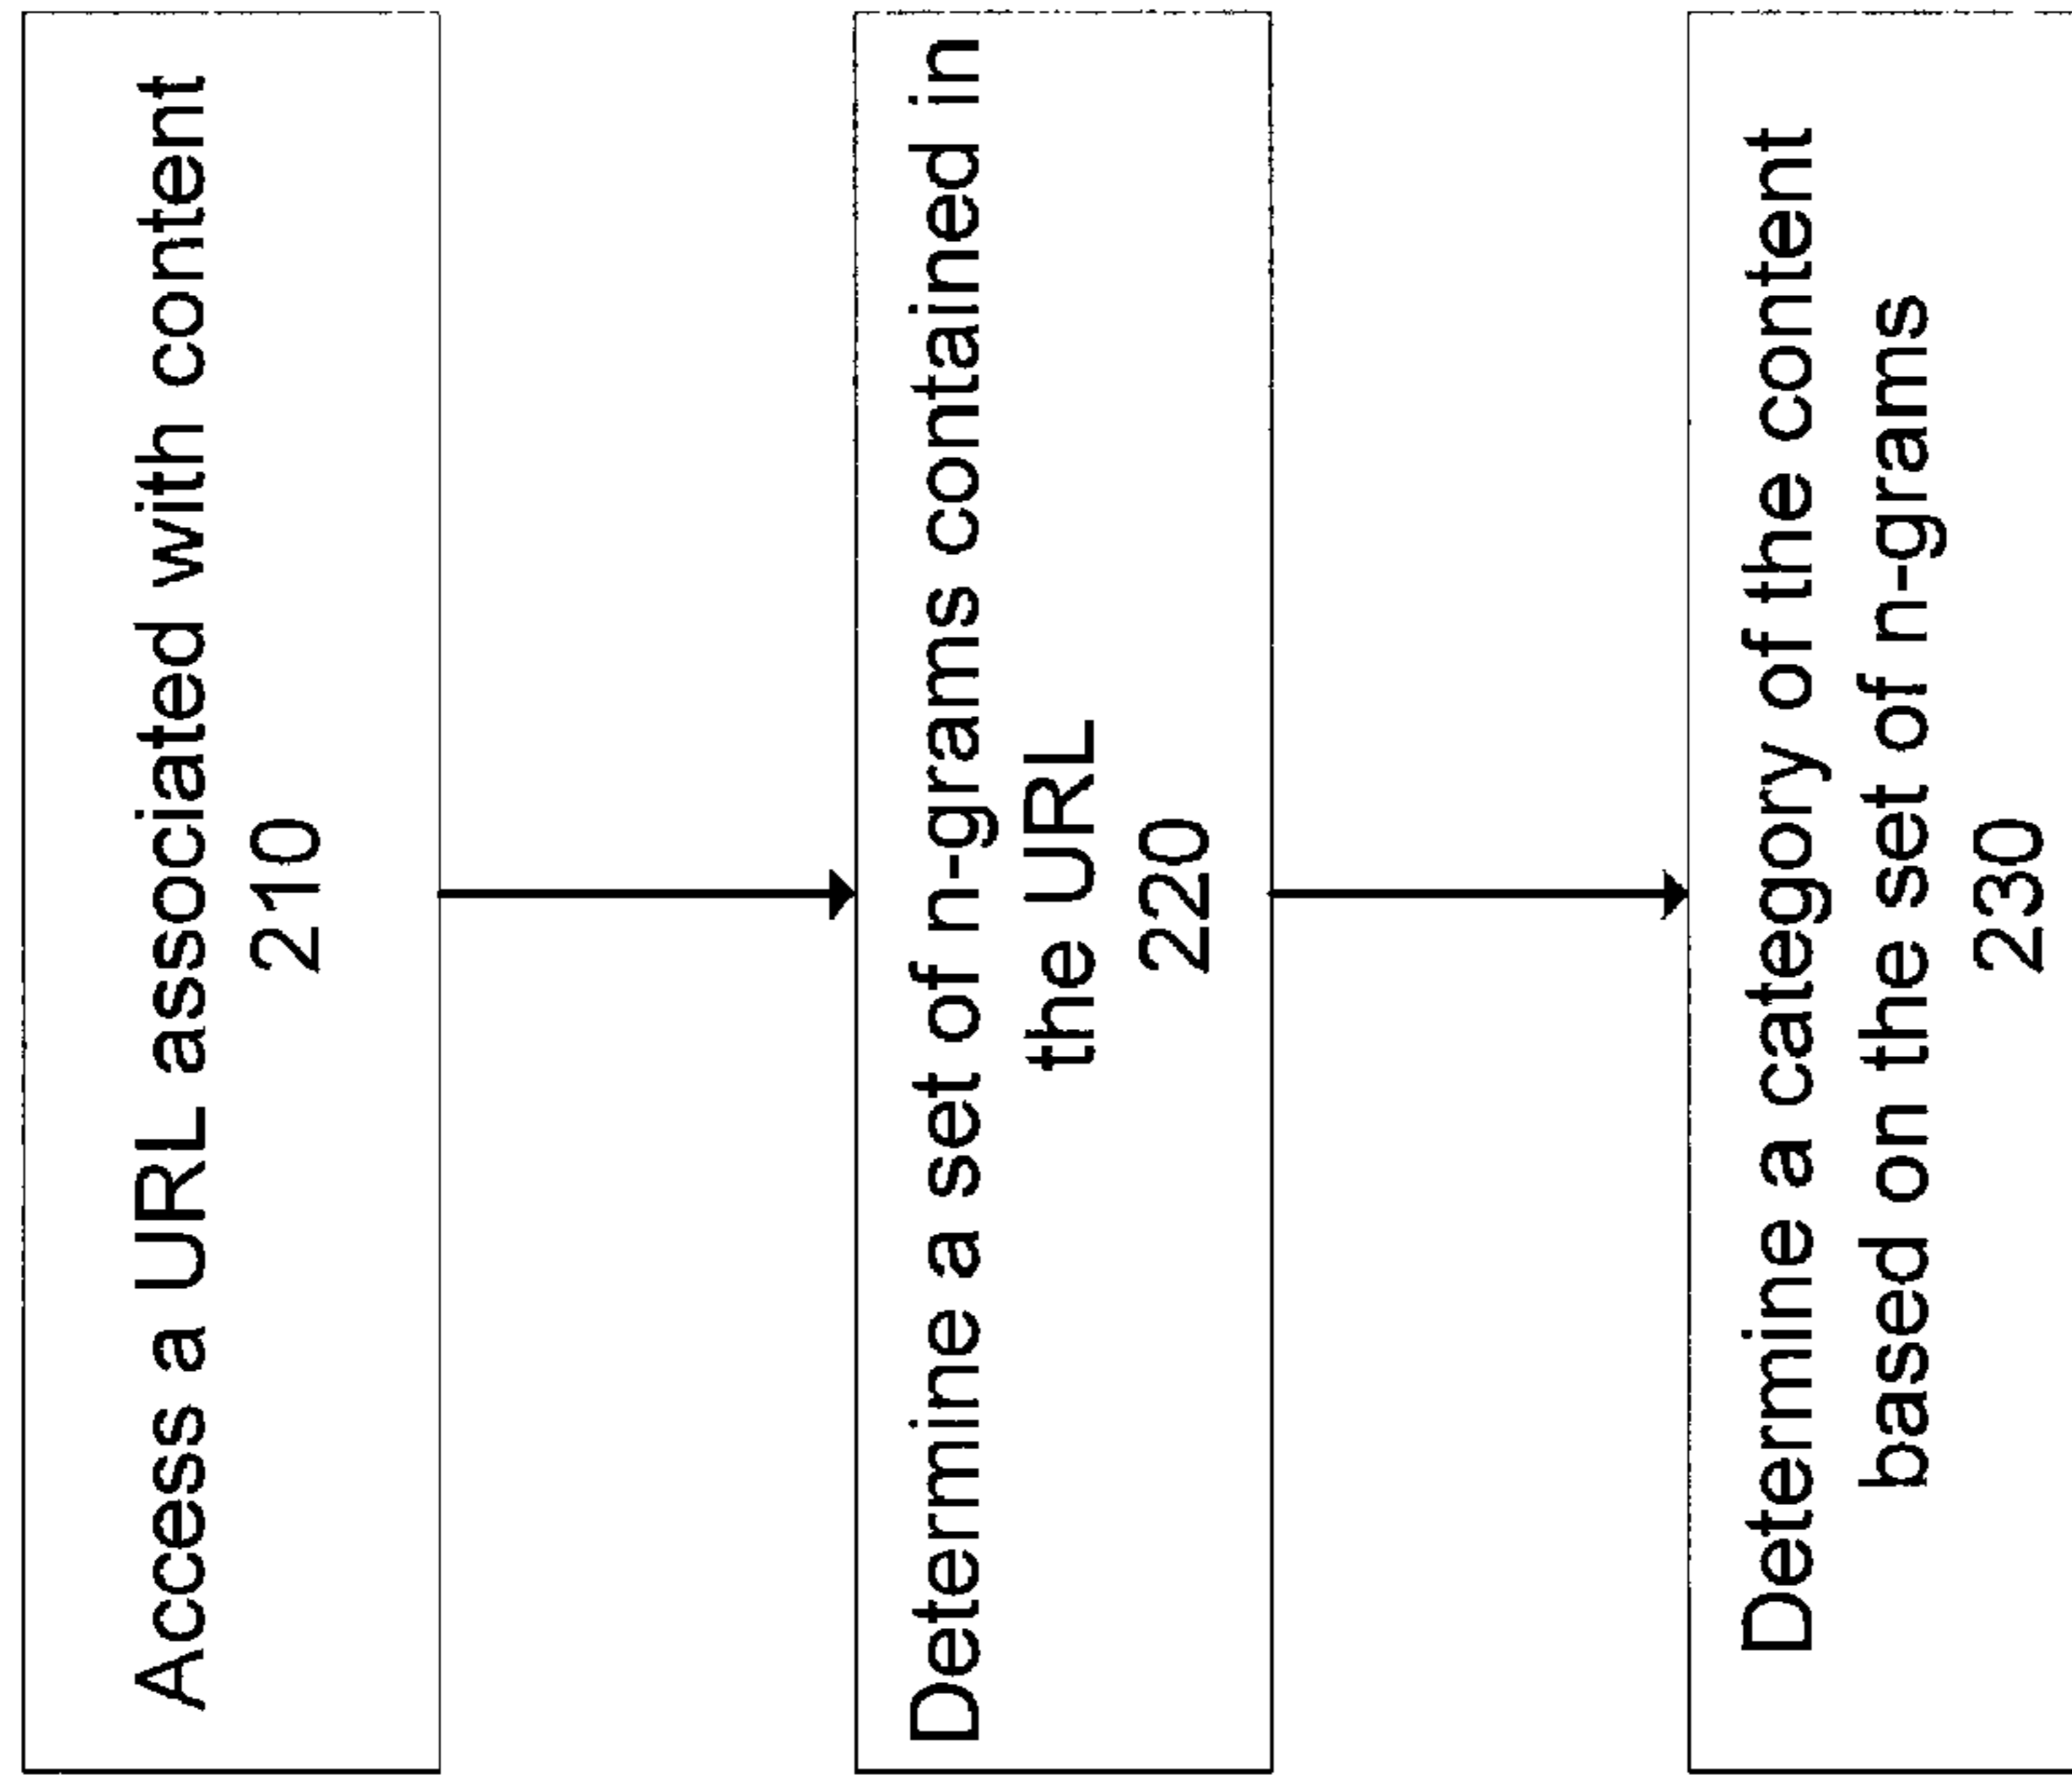 Access a URL associated with content
210
Determine a set of n-grams contained in
the URL
220
Determine a category of the content
based on the set of n-grams
230